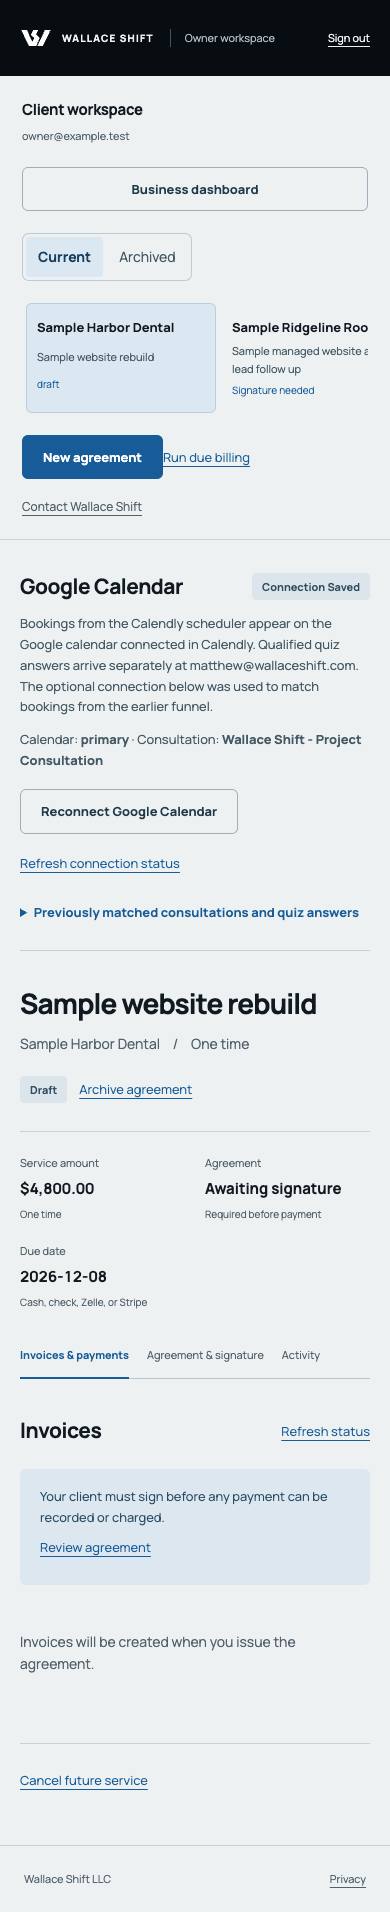 WALLACE SHIFT
Owner workspace
Sign out
Client workspace
owner@example.test
Business dashboard
Current
Archived
Sample Harbor Dental
Sample website rebuild
draft
Sample Ridgeline Roo
Sample managed website a
lead follow up
Signature needed
New agreement
Run due billing
Contact Wallace Shift
Google Calendar
Connection Saved
Bookings from the Calendly scheduler appear on the
Google calendar connected in Calendly. Qualified quiz
answers arrive separately at matthew@wallaceshift.com.
The optional connection below was used to match
bookings from the earlier funnel.
Calendar: primary · Consultation: Wallace Shift - Project
Consultation
Reconnect Google Calendar
Refresh connection status
Previously matched consultations and quiz answers
Sample website rebuild
Sample Harbor Dental / One time
Draft
Archive agreement
Service amount
$4,800.00
One time
Agreement
Awaiting signature
Required before payment
Due date
2026-12-08
Cash, check, Zelle, or Stripe
Invoices & payments
Agreement & signature
Activity
Invoices
Refresh status
Your client must sign before any payment can be
recorded or charged.
Review agreement
Invoices will be created when you issue the
agreement.
Cancel future service
Wallace Shift LLC
Privacy